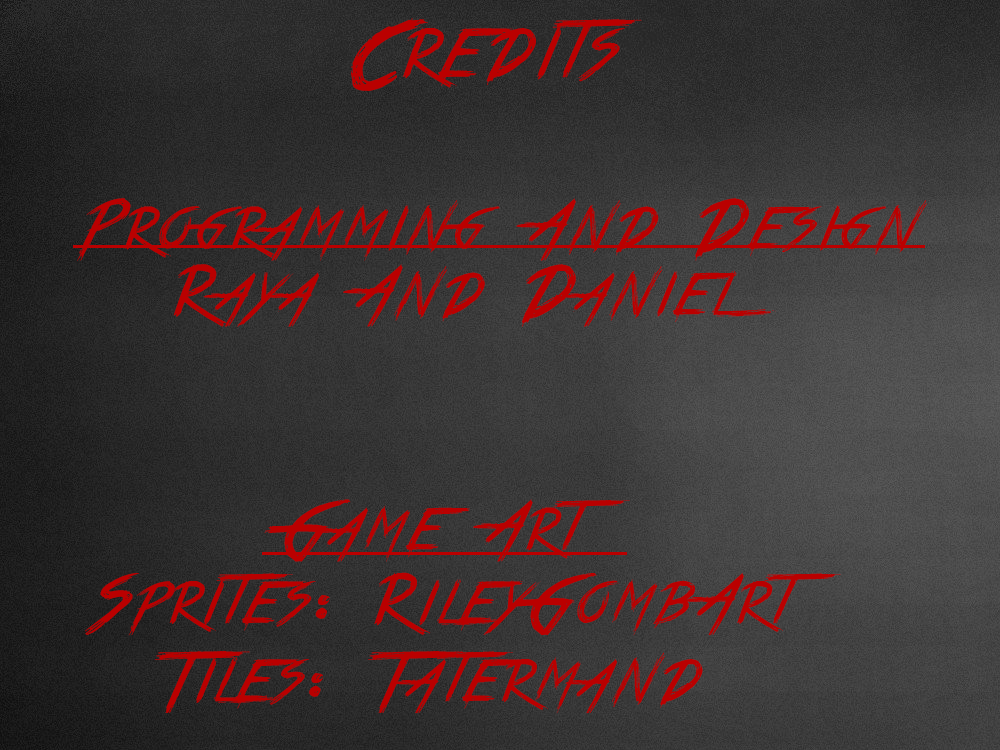 Credits
Programming And Design
Raya And Daniel
Game Art
Sprites: RileyGombart
Tiles: Tatermand